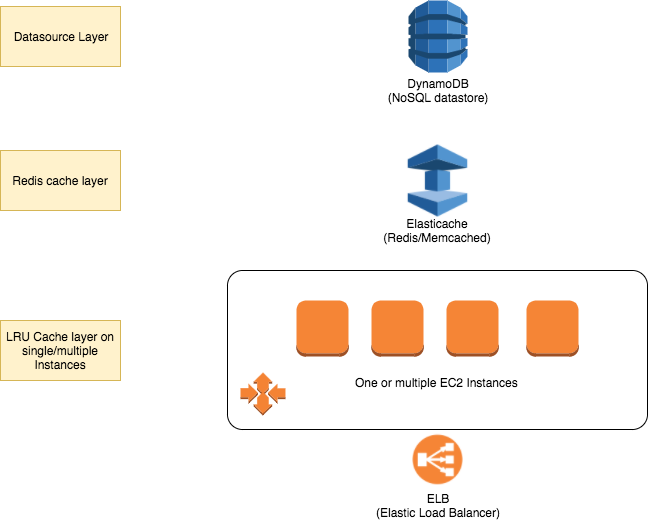 Datasource Layer
DynamoDB
(NoSQL datastore)
Redis cache layer
Elasticache
(Redis/Memcached)
LRU Cache layer on
single/multiple
Instances
One or multiple EC2 Instances
ELB
(Elastic Load Balancer)